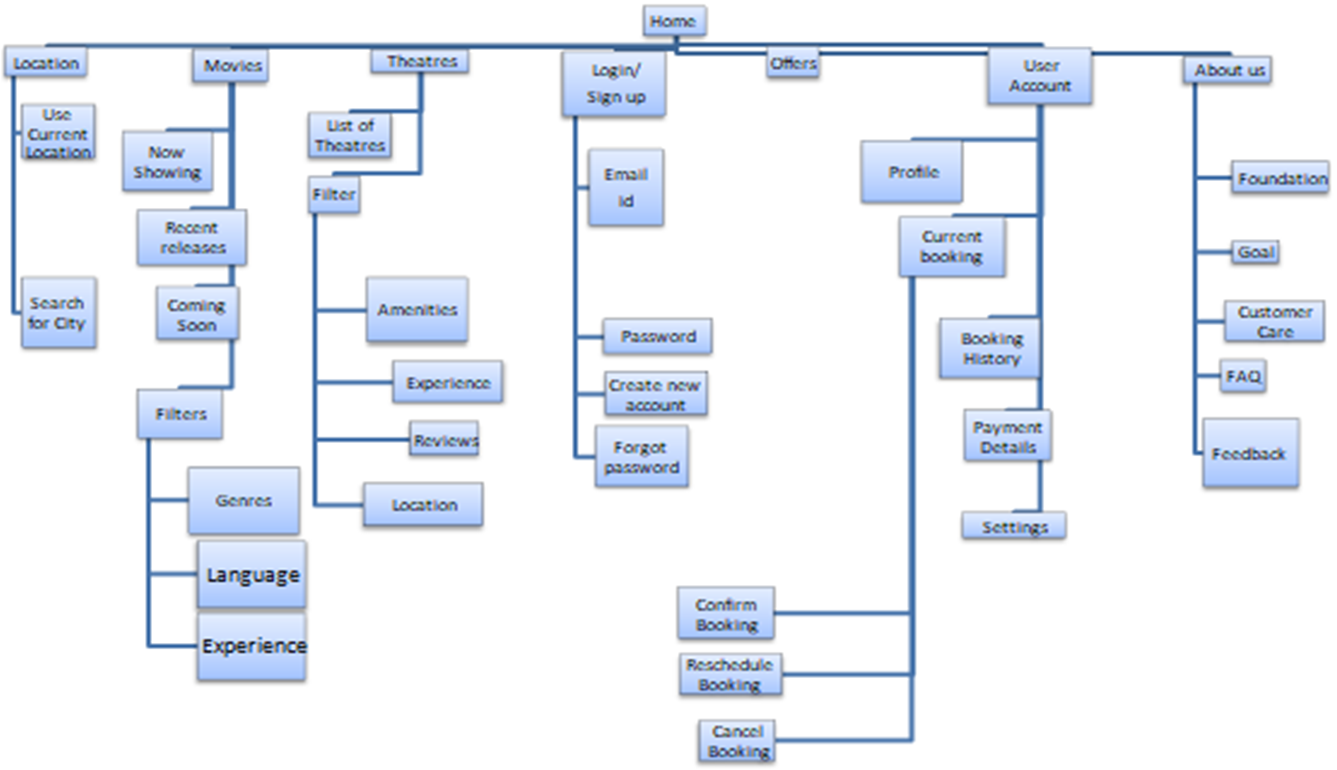 Home
Location
Movies
Theatres
Login/
Sign up
Offers
User
Account
About us
Use
Current
Location
Search
for City
Now
Showing
Recent
releases
Coming
Soon
Filters
Genres
Language
Experience
List of
Theatres
Filter
Amenities
Experience
Reviews
Location
Email
id
Password
Create new
account
Forgot
password
Profile
Current
booking
Booking
History
Payment
Details
Settings
Confirm
Booking
Reschedule
Booking
Cancel
Booking
Foundation
Goal
Customer
Care
FAQ
Feedback